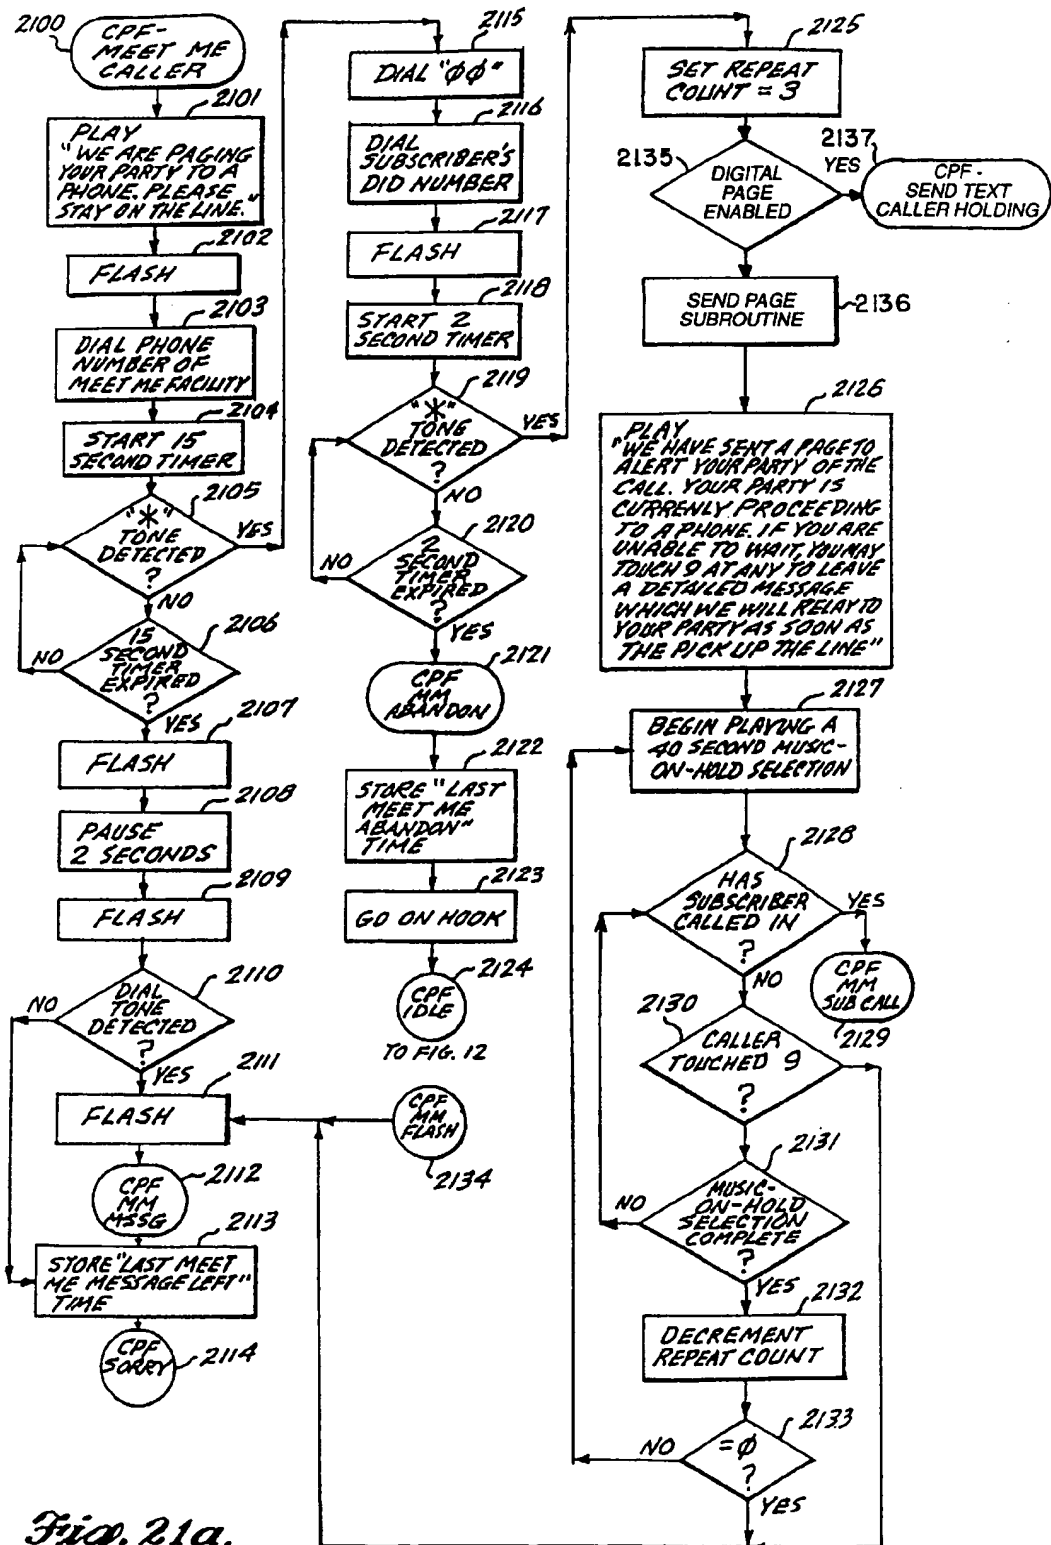 2100
CPF-
MEET ME
CALLER
2101
PLAY
"WE ARE PAGING
YOUR PARTY TO A
PHONE. PLEASE
STAY ON THE LINE."
2102
FLASH
2103
DIAL PHONE
NUMBER OF
MEET ME FACILITY
2104
START 15
SECOND TIMER
2105
"*"
TONE
DETECTED
?
YES
NO
2106
15
SECOND
TIMER
EXPIRED
?
NO
YES
2107
FLASH
2108
PAUSE
2 SECONDS
2109
FLASH
2110
DIAL
TONE
DETECTED
?
NO
YES
2111
FLASH
2112
CPF
MM
MSSG
2113
STORE "LAST MEET
ME MESSAGE LEFT"
TIME
2114
CPF
SORRY
2115
DIAL "ØØ"
2116
DIAL
SUBSCRIBER'S
DID NUMBER
2117
FLASH
2118
START 2
SECOND TIMER
2119
"*"
TONE
DETECTED
?
YES
NO
2120
2
SECOND
TIMER
EXPIRED
?
NO
YES
2121
CPF
MM
ABANDON
2122
STORE "LAST
MEET ME
ABANDON"
TIME
2123
GO ON HOOK
2124
CPF
IDLE
TO FIG. 12
CPF
MM
FLASH
2134
2125
SET REPEAT
COUNT = 3
2135
DIGITAL
PAGE
ENABLED
YES
2137
CPF -
SEND TEXT
CALLER HOLDING
SEND PAGE
SUBROUTINE
2136
2126
PLAY
"WE HAVE SENT A PAGE TO
ALERT YOUR PARTY OF THE
CALL. YOUR PARTY IS
CURRENLY PROCEEDING
TO A PHONE. IF YOU ARE
UNABLE TO WAIT, YOU MAY
TOUCH 9 AT ANY TO LEAVE
A DETAILED MESSAGE
WHICH WE WILL RELAY TO
YOUR PARTY AS SOON AS
THE PICK UP THE LINE"
2127
BEGIN PLAYING A
40 SECOND MUSIC-
ON-HOLD SELECTION
2128
HAS
SUBSCRIBER
CALLED IN
?
YES
NO
CPF
MM
SUB CALL
2129
2130
CALLER
TOUCHED 9
?
2131
MUSIC-
ON-HOLD
SELECTION
COMPLETE
?
NO
YES
2132
DECREMENT
REPEAT COUNT
2133
=Ø
?
NO
YES
Fig. 21a.